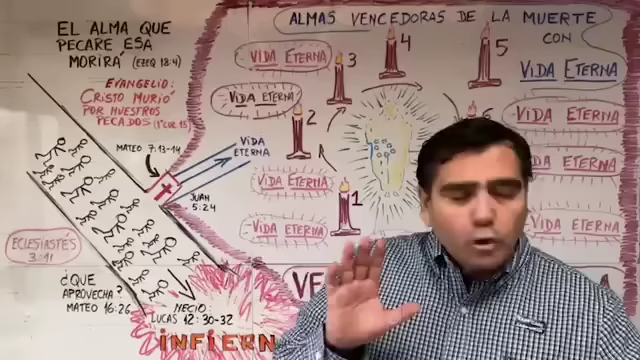 EL ALMA QUE
PECARE ESA
MORIRÁ (EZEQ 18:4)
EVANGELIO:
CRISTO MURIÓ
POR NUESTROS
PECADOS (1ª COR. 15)
MATEO 7:13-14
VIDA
ETERNA
JUAN
5:24
ECLESIASTÉS
3:11
¿QUE
APROVECHA?
MATEO 16:26
NECIO
LUCAS 12:30-32
INFIERN
ALMAS VENCEDORAS DE LA MUERTE
CON
VIDA ETERNA
VIDA ETERNA
3
4
5
VIDA ETERNA
2
6
VIDA ETERNA
VIDA ETERNA
VIDA ETERNA
1
VIDA ETERNA
VIDA ETERNA
VE